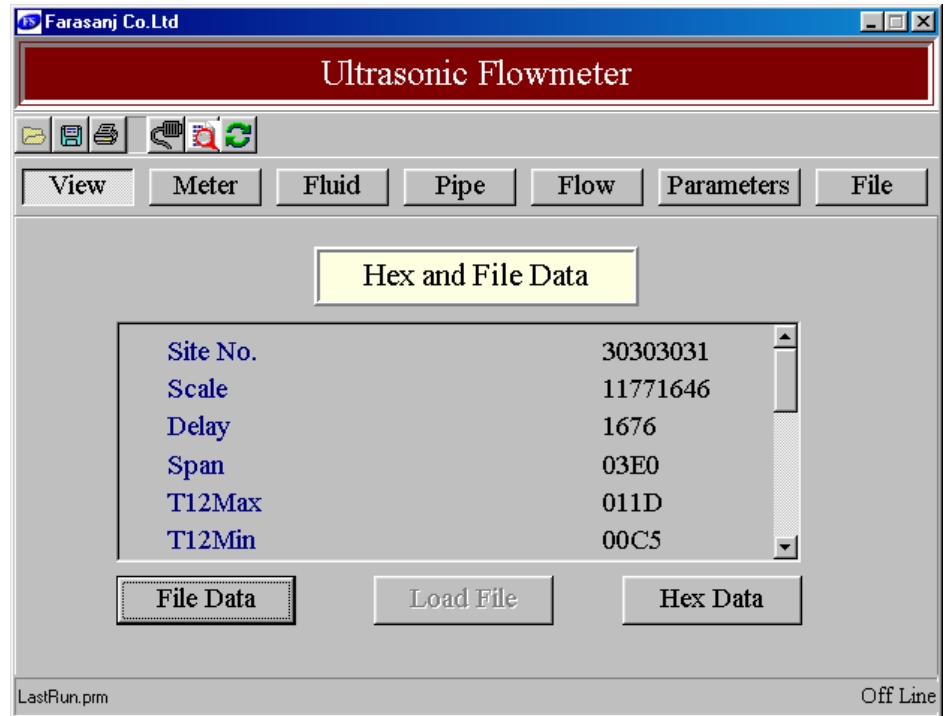 Farasanj Co.Ltd
Ultrasonic Flowmeter
View Meter Fluid Pipe Flow Parameters File
Hex and File Data
Site No. 30303031
Scale 11771646
Delay 1676
Span 03E0
T12Max 011D
T12Min 00C5
File Data Load File Hex Data
LastRun.prm Off Line